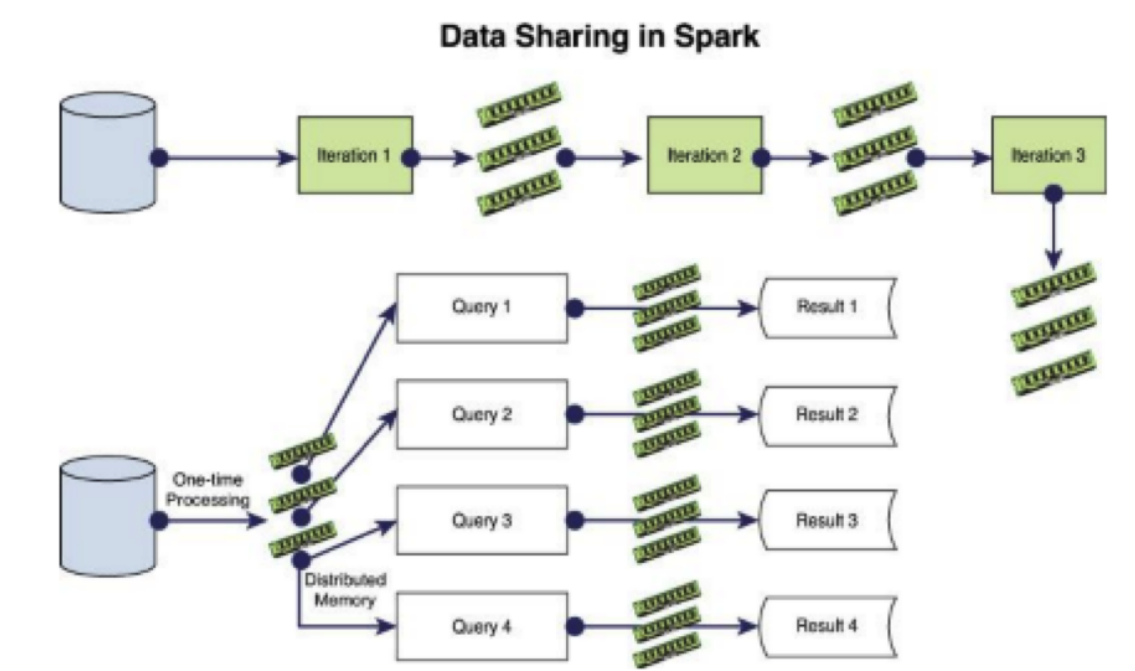 Data Sharing in Spark
Iteration 1
Iteration 2
Iteration 3
Query 1
Result 1
Query 2
Result 2
One-time
Processing
Query 3
Result 3
Distributed
Memory
Query 4
Result 4